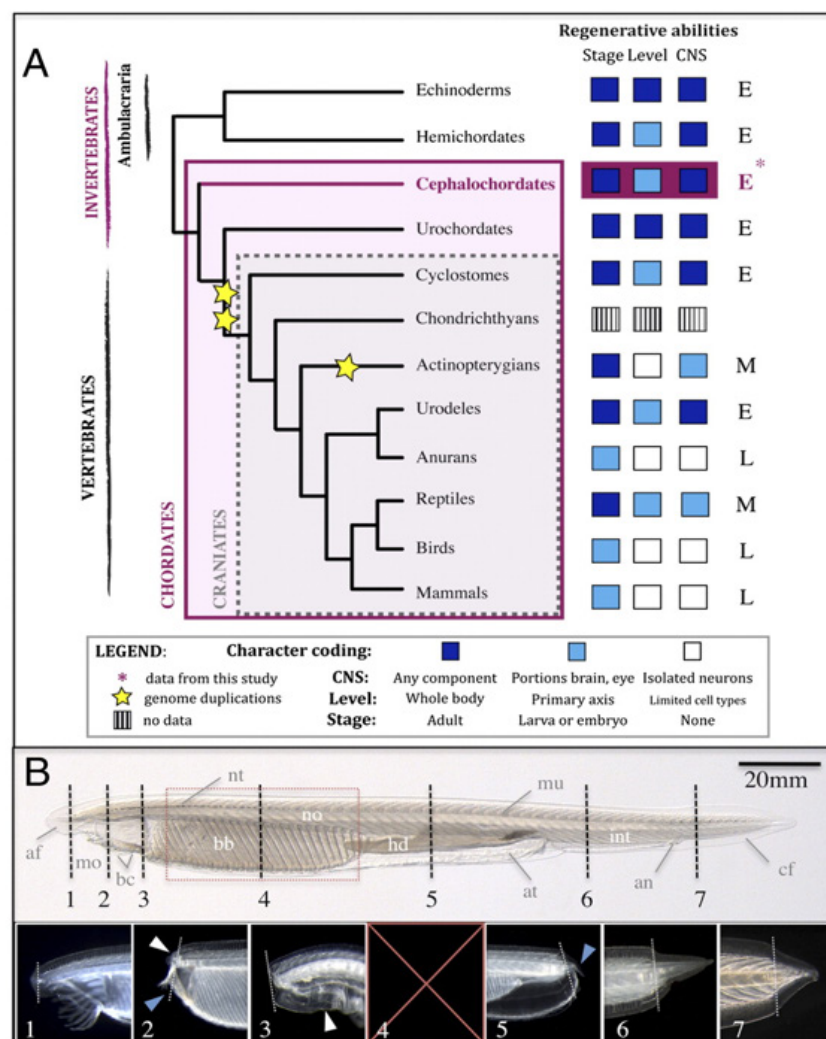 A
Regenerative abilities
Stage Level CNS
INVERTEBRATES
Ambulacraria
VERTEBRATES
CHORDATES
CRANIATES
Echinoderms E
Hemichordates E
Cephalochordates E*
Urochordates E
Cyclostomes E
Chondrichthyans
Actinopterygians M
Urodeles E
Anurans L
Reptiles M
Birds L
Mammals L
LEGEND: Character coding:
* data from this study CNS: Any component Portions brain, eye Isolated neurons
genome duplications Level: Whole body Primary axis Limited cell types
no data Stage: Adult Larva or embryo None
B
20mm
nt mu
no
af mo bb hd int
bc at an cf
1 2 3 4 5 6 7
1 2 3 4 5 6 7